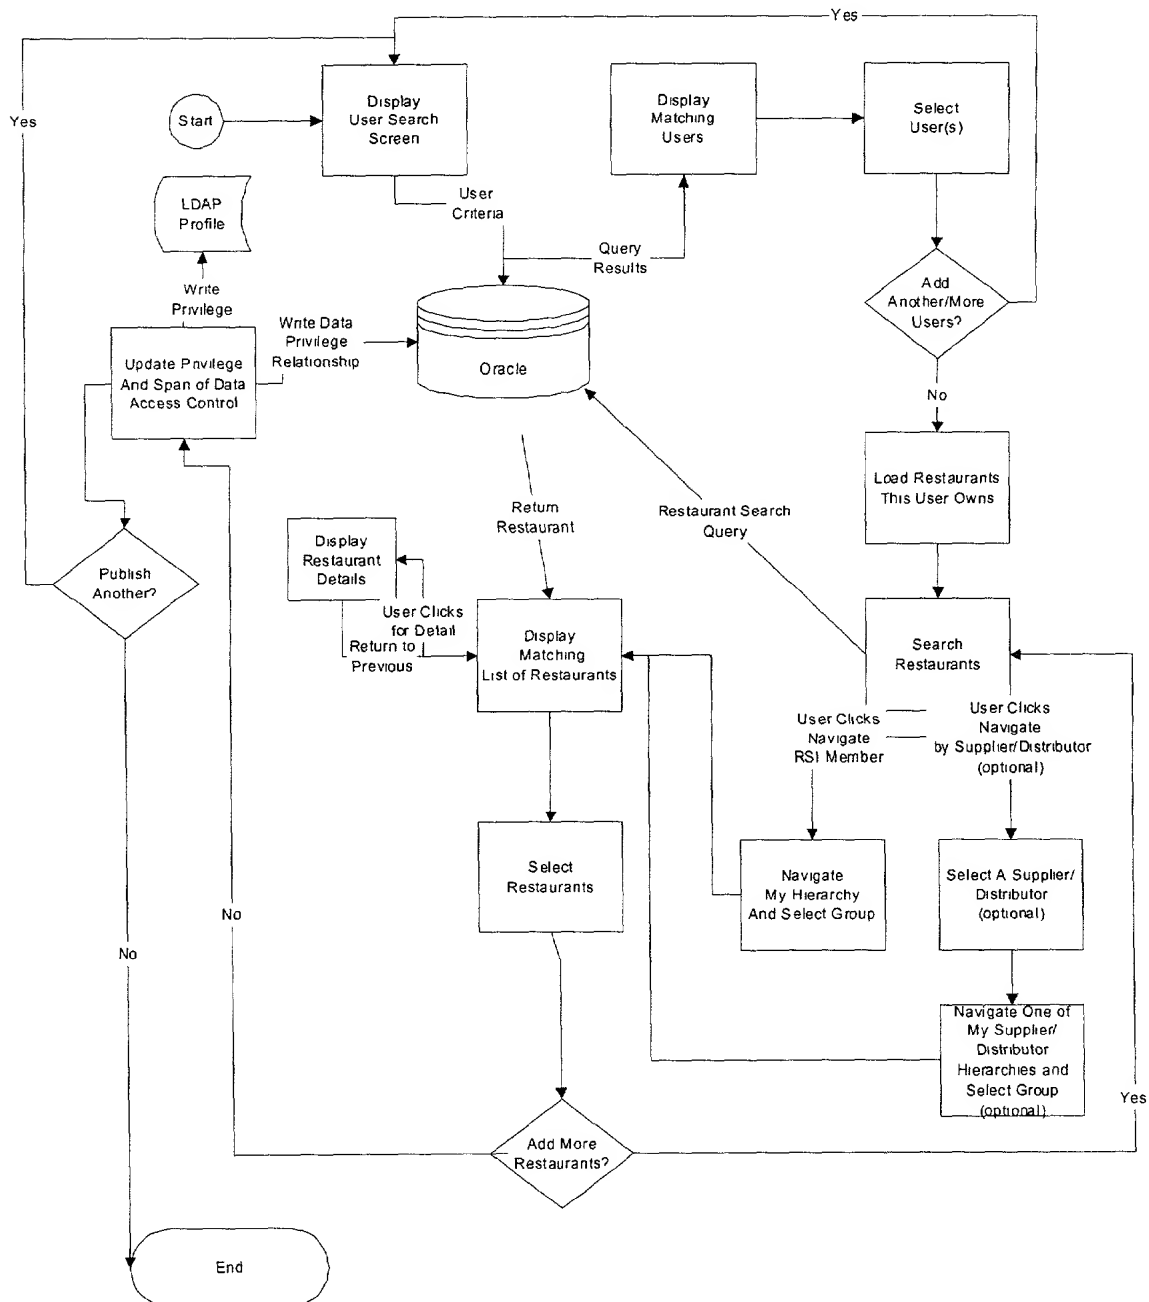 Yes
Yes
Start
Display
User Search
Screen
Display
Matching
Users
Select
User(s)
LDAP
Profile
User
Criteria
Query
Results
Add
Another/More
Users?
Write
Privilege
Write Data
Privilege
Relationship
Update Privilege
And Span of Data
Access Control
Oracle
No
Load Restaurants
This User Owns
Return
Restaurant
Restaurant Search
Query
Display
Restaurant
Details
Publish
Another?
User Clicks
for Detail
Return to
Previous
Display
Matching
List of Restaurants
Search
Restaurants
User Clicks
Navigate
RSI Member
User Clicks
Navigate
by Supplier/Distributor
(optional)
Select
Restaurants
Navigate
My Hierarchy
And Select Group
Select A Supplier/
Distributor
(optional)
No
No
Navigate One of
My Supplier/
Distributor
Hierarchies and
Select Group
(optional)
Yes
Add More
Restaurants?
End